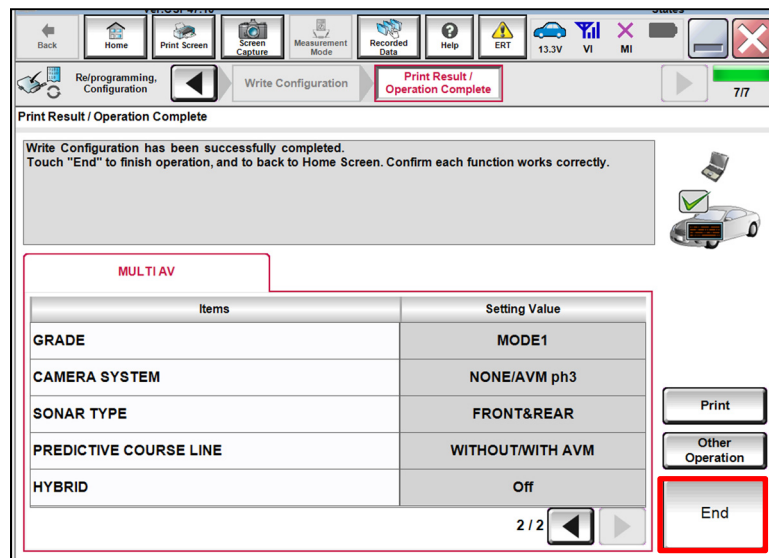 Back
Home
Print Screen
Screen
Capture
Measurement
Mode
Recorded
Data
Help
ERT
13.3V
VI
MI
Re/programming,
Configuration
Write Configuration
Print Result /
Operation Complete
7/7
Print Result / Operation Complete
Write Configuration has been successfully completed.
Touch "End" to finish operation, and to back to Home Screen. Confirm each function works correctly.
MULTI AV
Items Setting Value
GRADE MODE1
CAMERA SYSTEM NONE/AVM ph3
SONAR TYPE FRONT&REAR
PREDICTIVE COURSE LINE WITHOUT/WITH AVM
HYBRID Off
2 / 2
Print
Other
Operation
End